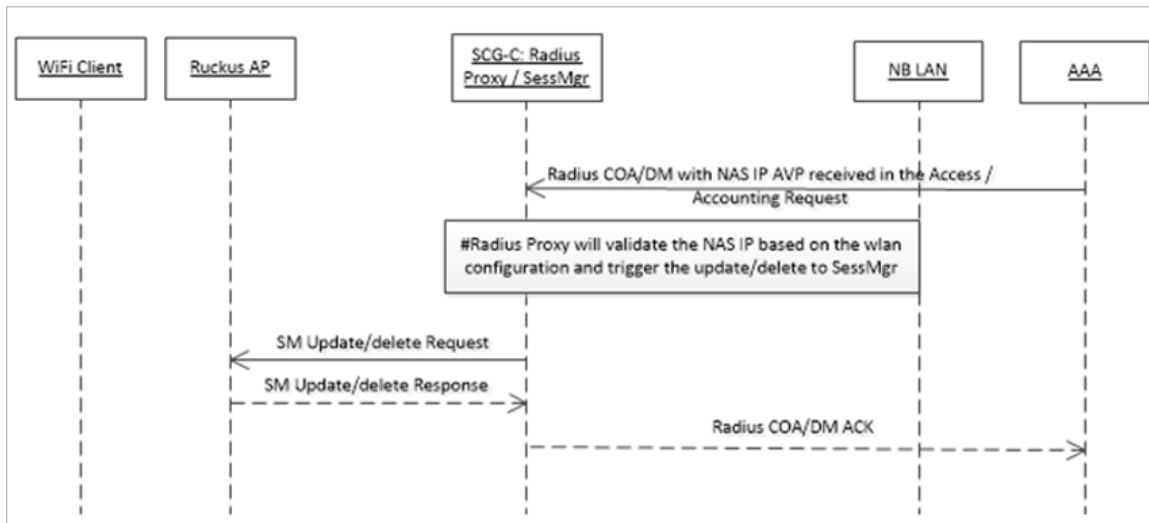 WiFi Client
Ruckus AP
SCG-C: Radius
Proxy / SessMgr
NB LAN
AAA
Radius COA/DM with NAS IP AVP received in the Access /
Accounting Request
#Radius Proxy will validate the NAS IP based on the wlan
configuration and trigger the update/delete to SessMgr
SM Update/delete Request
SM Update/delete Response
Radius COA/DM ACK